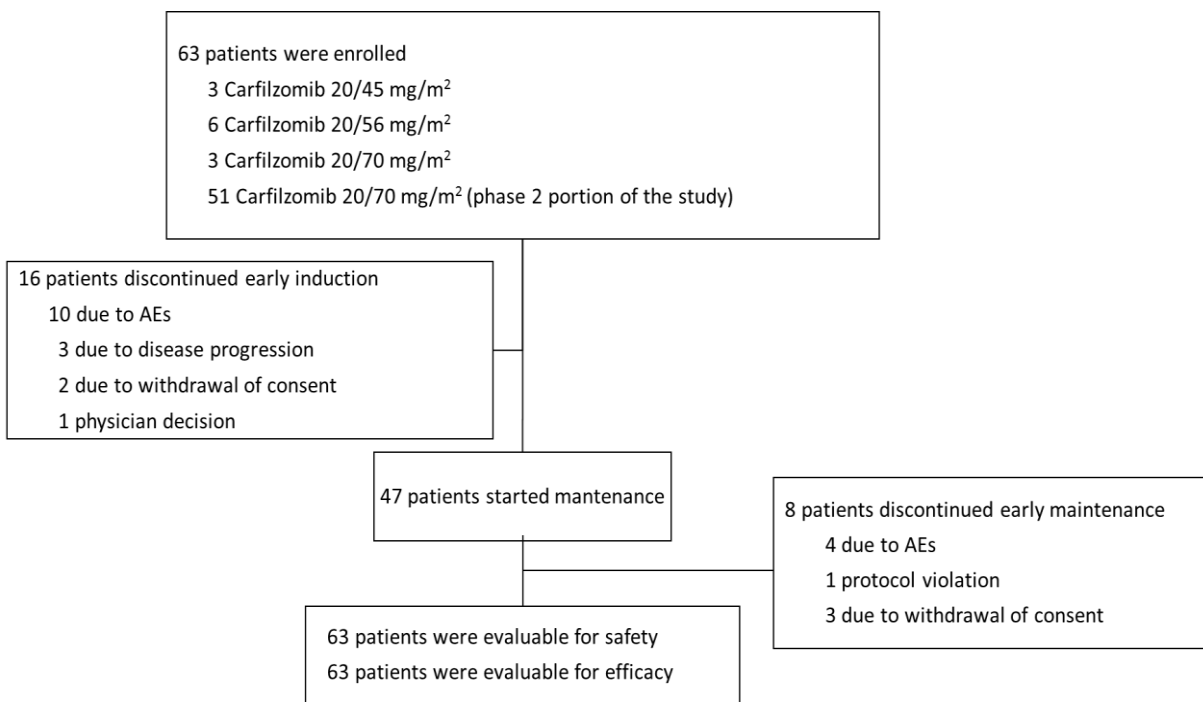 63 patients were enrolled
3 Carfilzomib 20/45 mg/m²
6 Carfilzomib 20/56 mg/m²
3 Carfilzomib 20/70 mg/m²
51 Carfilzomib 20/70 mg/m² (phase 2 portion of the study)
16 patients discontinued early induction
10 due to AEs
3 due to disease progression
2 due to withdrawal of consent
1 physician decision
47 patients started mantenance
8 patients discontinued early maintenance
4 due to AEs
1 protocol violation
3 due to withdrawal of consent
63 patients were evaluable for safety
63 patients were evaluable for efficacy